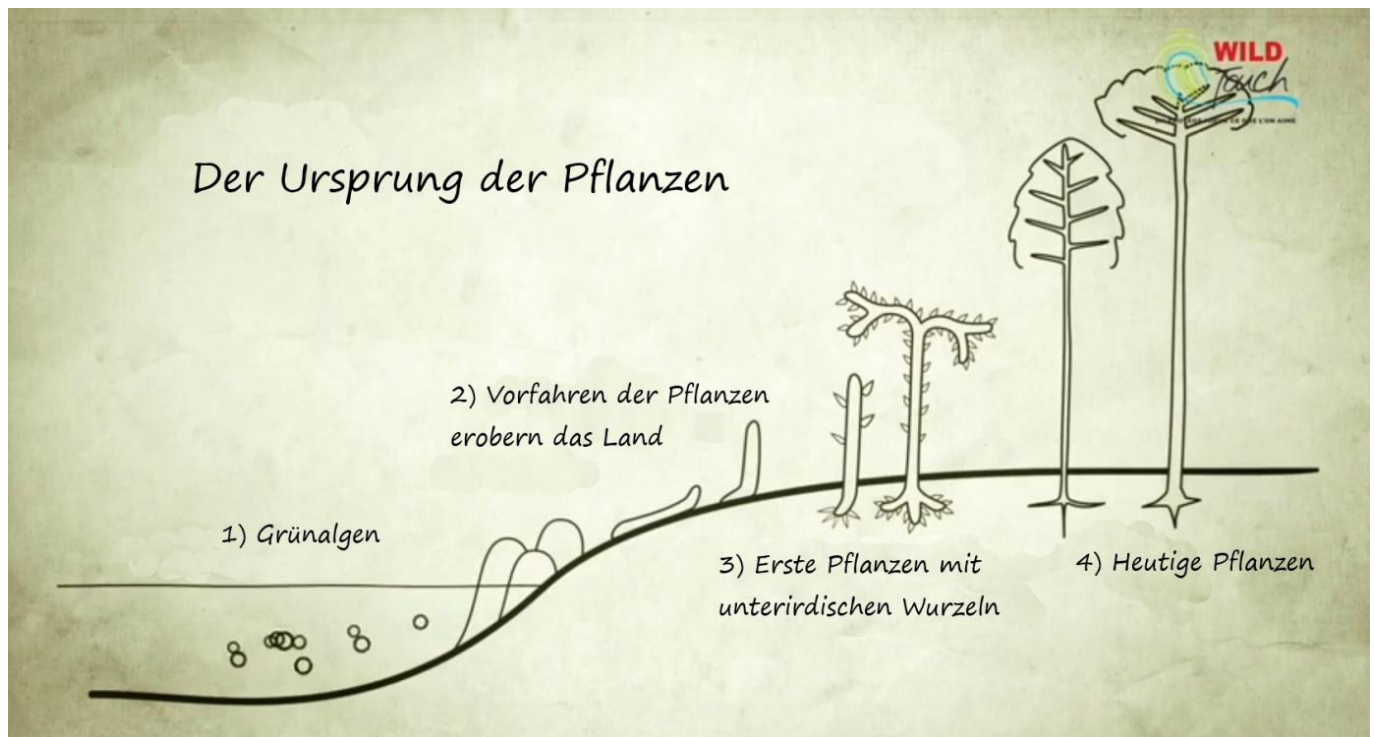 WILD
Touch
Der Ursprung der Pflanzen
2) Vorfahren der Pflanzen
erobern das Land
1) Grünalgen
3) Erste Pflanzen mit
unterirdischen Wurzeln
4) Heutige Pflanzen